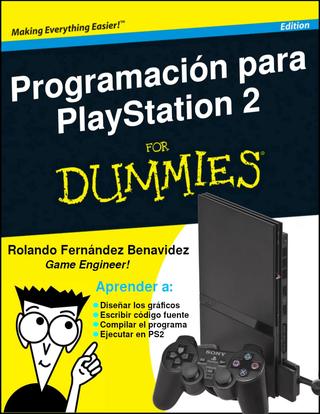 Making Everything Easier!™
Edition
Programación para
PlayStation 2
FOR
DUMMIES®
Rolando Fernández Benavidez
Game Engineer!
Aprender a:
Diseñar los gráficos
Escribir código fuente
Compilar el programa
Ejecutar en PS2
SONY